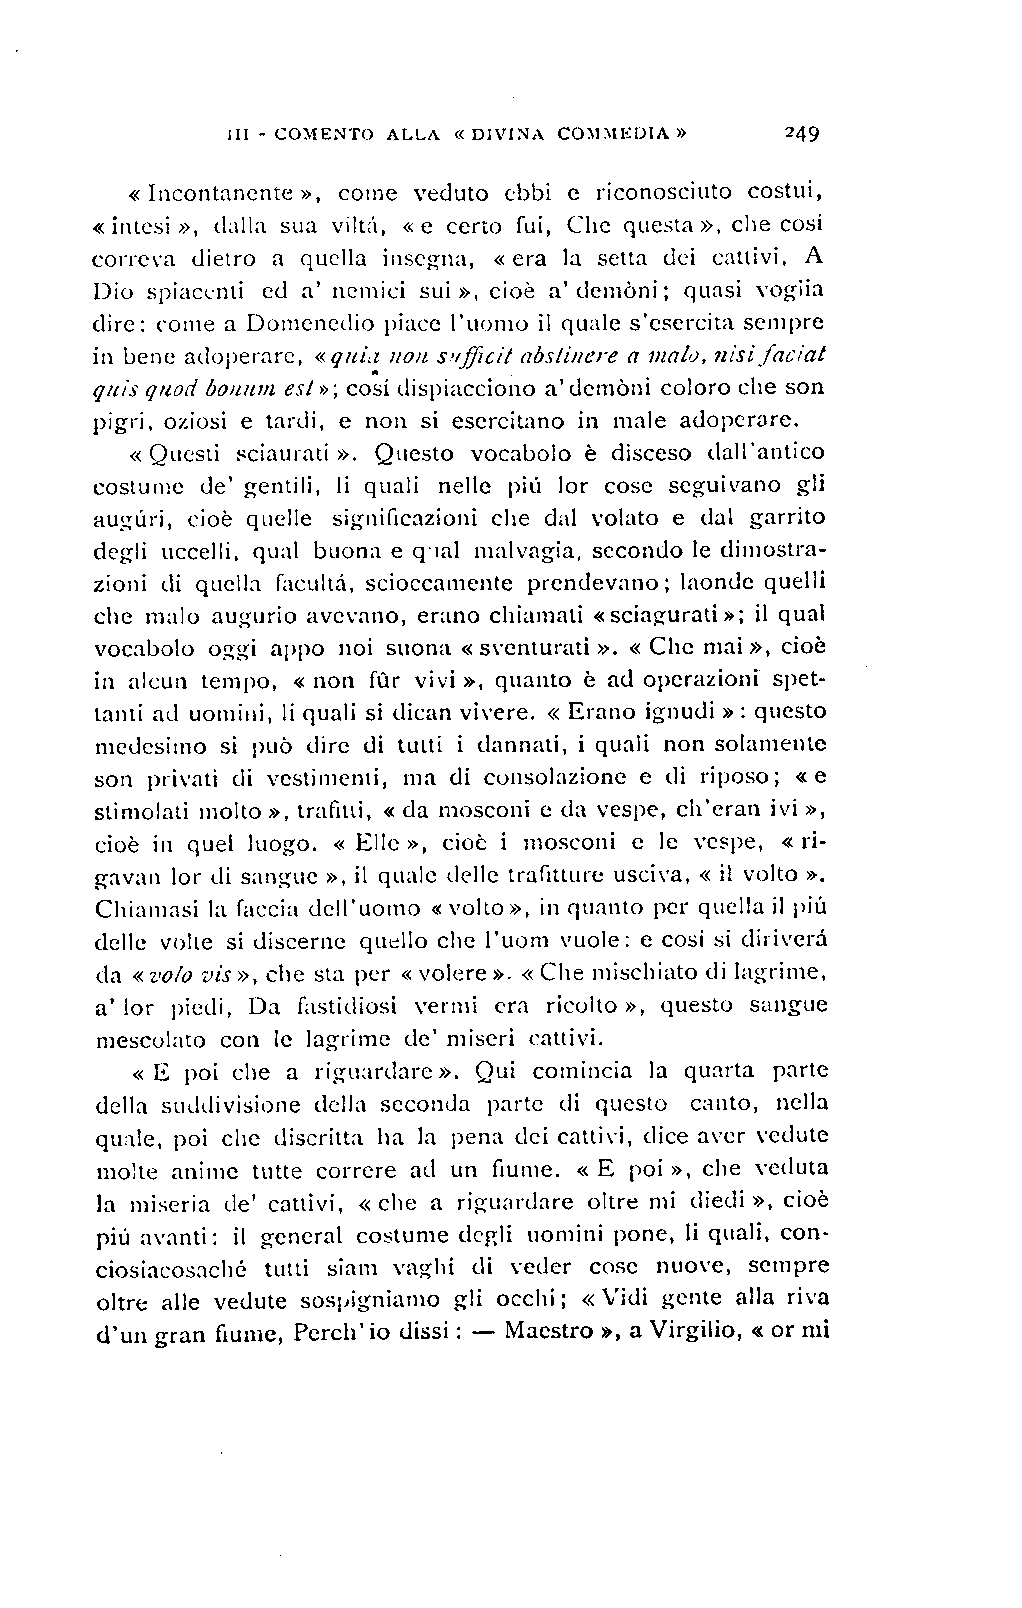 III - COMENTO ALLA « DIVINA COMMEDIA » 249
« Incontanente », come veduto ebbi e riconosciuto costui,
« intesi », dalla sua viltá, « e certo fui, Che questa », che cosí
correva dietro a quella insegna, « era la setta dei cattivi, A
Dio spiacenti ed a' nemici sui », cioè a' demòni; quasi voglia
dire: come a Domenedio piace l'uomo il quale s'esercita sempre
in bene adoperare, « quia non sufficit abstinere a malo, nisi faciat
quis quod bonum est »; cosí dispiacciono a' demòni coloro che son
pigri, oziosi e tardi, e non si esercitano in male adoperare.
« Questi sciaurati ». Questo vocabolo è disceso dall'antico
costume de' gentili, li quali nelle piú lor cose seguivano gli
augúri, cioè quelle significazioni che dal volato e dal garrito
degli uccelli, qual buona e qual malvagia, secondo le dimostra-
zioni di quella facultá, scioccamente prendevano; laonde quelli
che malo augurio avevano, erano chiamati « sciagurati »; il qual
vocabolo oggi appo noi suona « sventurati ». « Che mai », cioè
in alcun tempo, « non fûr vivi », quanto è ad operazioni spet-
tanti ad uomini, li quali si dican vivere. « Erano ignudi » : questo
medesimo si può dire di tutti i dannati, i quali non solamente
son privati di vestimenti, ma di consolazione e di riposo; « e
stimolati molto », trafitti, « da mosconi e da vespe, ch'eran ivi »,
cioè in quel luogo. « Elle », cioè i mosconi e le vespe, « ri-
gavan lor di sangue », il quale delle trafitture usciva, « il volto ».
Chiamasi la faccia dell'uomo « volto », in quanto per quella il piú
delle volte si discerne quello che l'uom vuole: e cosí si diriverá
da « volo vis », che sta per « volere ». « Che mischiato di lagrime,
a' lor piedi, Da fastidiosi vermi era ricolto », questo sangue
mescolato con le lagrime de' miseri cattivi.
« E poi che a riguardare ». Qui comincia la quarta parte
della suddivisione della seconda parte di questo canto, nella
quale, poi che discritta ha la pena dei cattivi, dice aver vedute
molte anime tutte correre ad un fiume. « E poi », che veduta
la miseria de' cattivi, « che a riguardare oltre mi diedi », cioè
piú avanti: il general costume degli uomini pone, li quali, con-
ciosiacosaché tutti siam vaghi di veder cose nuove, sempre
oltre alle vedute sospigniamo gli occhi; « Vidi gente alla riva
d'un gran fiume, Perch' io dissi : — Maestro », a Virgilio, « or mi